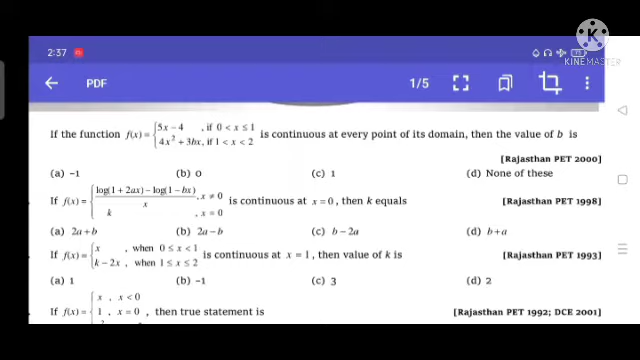 2:37
73
K
KINEMASTER
PDF
1/5
If the function f(x) = { 5x − 4 , if 0 < x ≤ 1
4x² + 3bx, if 1 < x < 2 is continuous at every point of its domain, then the value of b is
[Rajasthan PET 2000]
(a) −1 (b) 0 (c) 1 (d) None of these
If f(x) = { log(1 + 2ax) − log(1 − bx) / x , x ≠ 0
k , x = 0 is continuous at x = 0, then k equals [Rajasthan PET 1998]
(a) 2a + b (b) 2a − b (c) b − 2a (d) b + a
If f(x) = { x , when 0 ≤ x < 1
k − 2x, when 1 ≤ x ≤ 2 is continuous at x = 1, then value of k is [Rajasthan PET 1993]
(a) 1 (b) −1 (c) 3 (d) 2
x , x < 0
If f(x) = { 1 , x = 0 , then true statement is [Rajasthan PET 1992; DCE 2001]